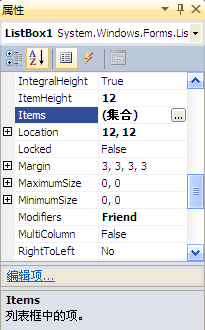 属性
ListBox1 System.Windows.Forms.Lis
IntegralHeight True
ItemHeight 12
Items (集合) ...
Location 12, 12
Locked False
Margin 3, 3, 3, 3
MaximumSize 0, 0
MinimumSize 0, 0
Modifiers Friend
MultiColumn False
RightToLeft No
编辑项...
Items
列表框中的项。